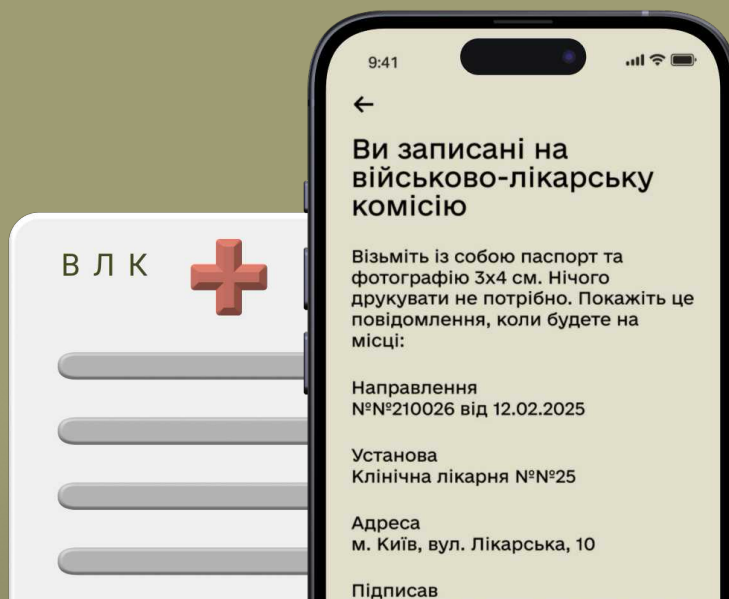 9:41
Ви записані на
військово-лікарську
комісію
ВЛК
Візьміть із собою паспорт та
фотографію 3х4 см. Нічого
друкувати не потрібно. Покажіть це
повідомлення, коли будете на
місці:
Направлення
№№210026 від 12.02.2025
Установа
Клінічна лікарня №№25
Адреса
м. Київ, вул. Лікарська, 10
Підписав